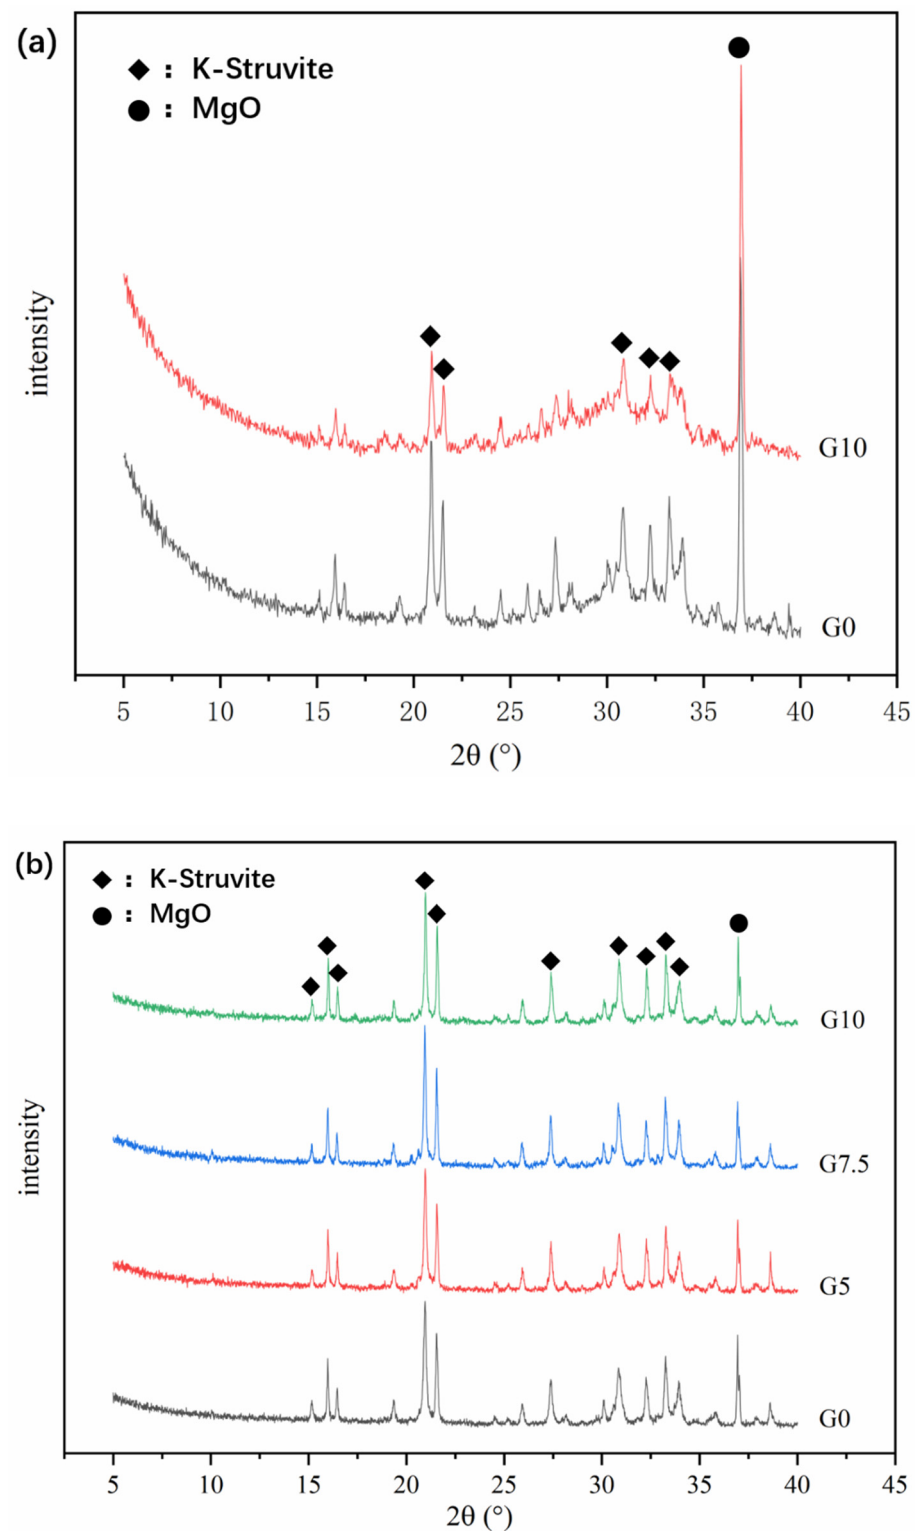 (a)
◆ : K-Struvite
● : MgO
intensity
G10
G0
5 10 15 20 25 30 35 40 45
2θ (°)
(b)
◆ : K-Struvite
● : MgO
intensity
G10
G7.5
G5
G0
5 10 15 20 25 30 35 40 45
2θ (°)